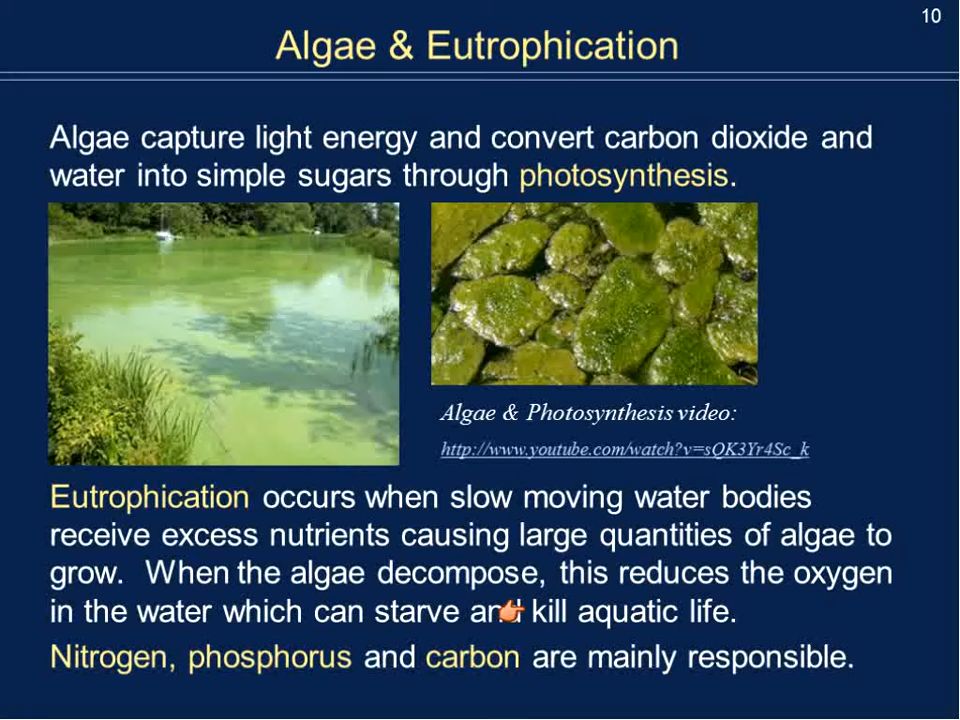 10
Algae & Eutrophication
Algae capture light energy and convert carbon dioxide and
water into simple sugars through photosynthesis.
Algae & Photosynthesis video:
http://www.youtube.com/watch?v=sQK3Yr4Sc_k
Eutrophication occurs when slow moving water bodies
receive excess nutrients causing large quantities of algae to
grow.  When the algae decompose, this reduces the oxygen
in the water which can starve and kill aquatic life.
Nitrogen, phosphorus and carbon are mainly responsible.